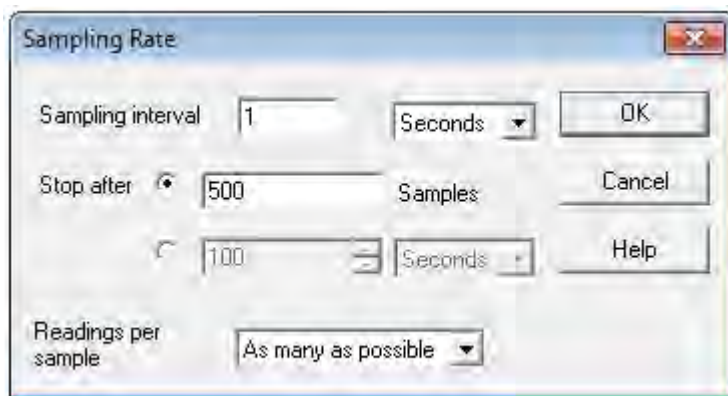 Sampling Rate
Sampling interval 1 Seconds OK
Stop after 500 Samples Cancel
100 Seconds Help
Readings per
sample
As many as possible